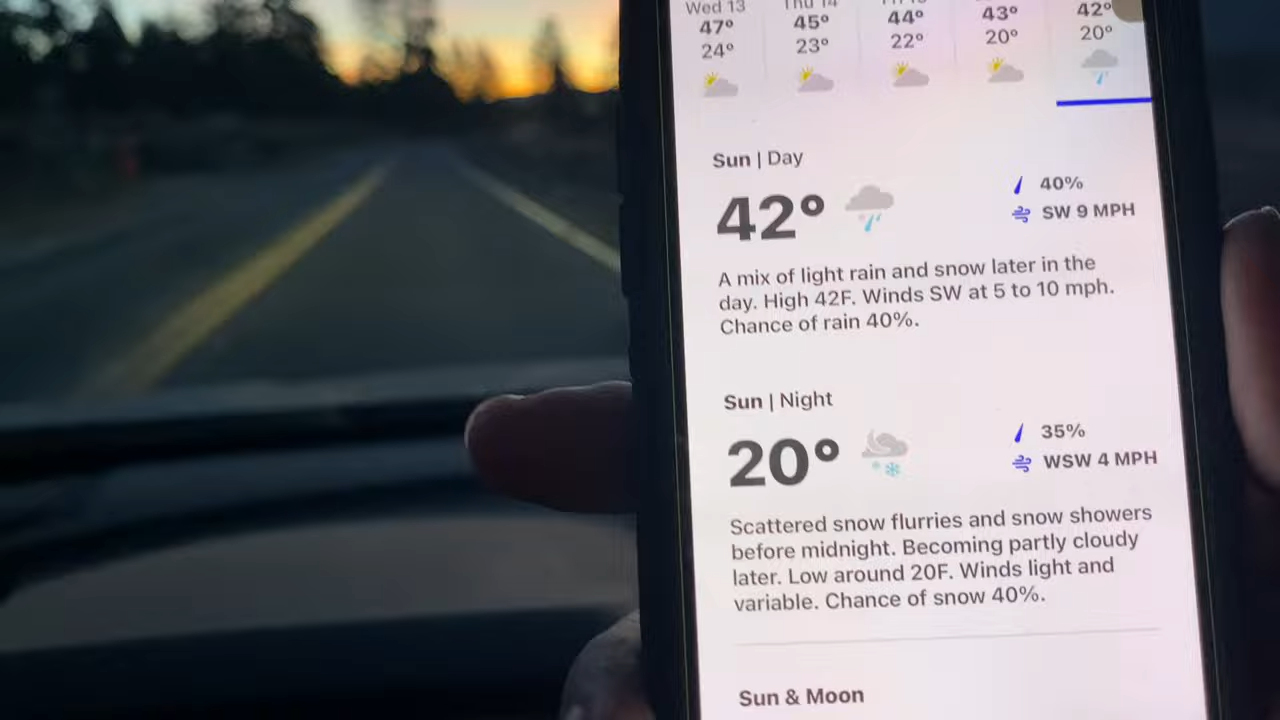 Wed 13
47°
24°
Thu 14
45°
23°
44°
22°
43°
20°
42°
20°
Sun | Day
42°
40%
SW 9 MPH
A mix of light rain and snow later in the
day. High 42F. Winds SW at 5 to 10 mph.
Chance of rain 40%.
Sun | Night
20°
35%
WSW 4 MPH
Scattered snow flurries and snow showers
before midnight. Becoming partly cloudy
later. Low around 20F. Winds light and
variable. Chance of snow 40%.
Sun & Moon